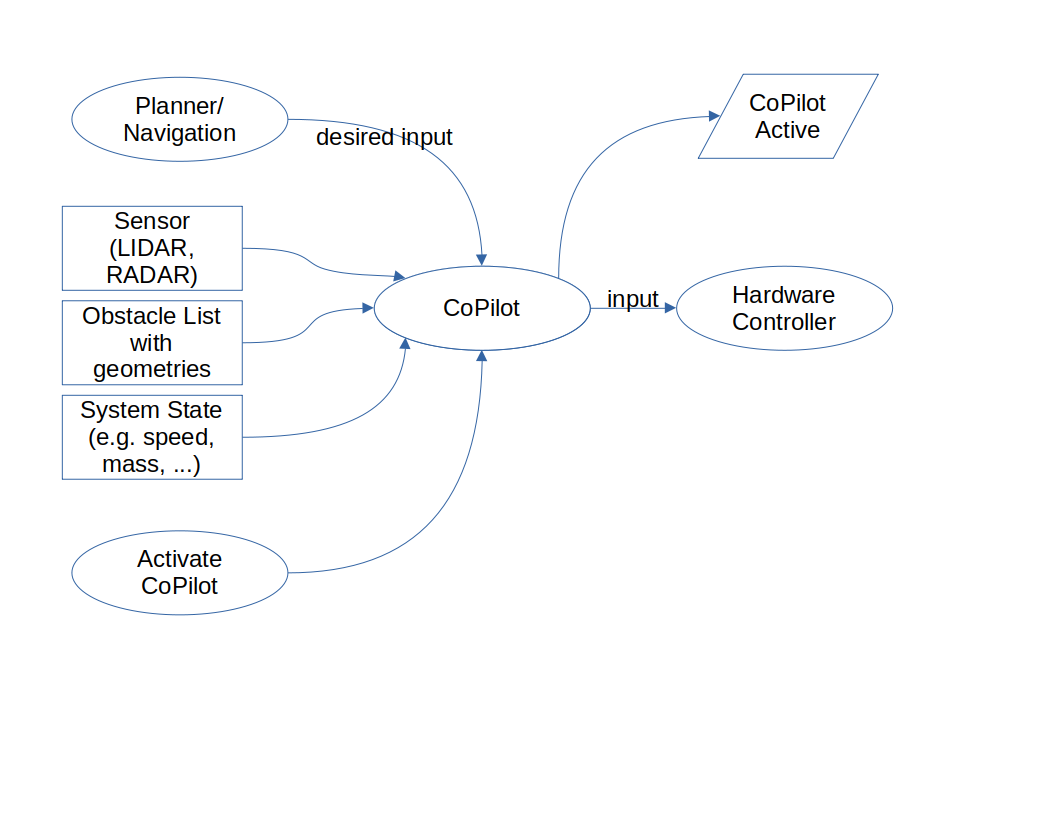 Planner/
Navigation
desired input
CoPilot
Active
Sensor
(LIDAR,
RADAR)
Obstacle List
with
geometries
System State
(e.g. speed,
mass, ...)
CoPilot
input
Hardware
Controller
Activate
CoPilot